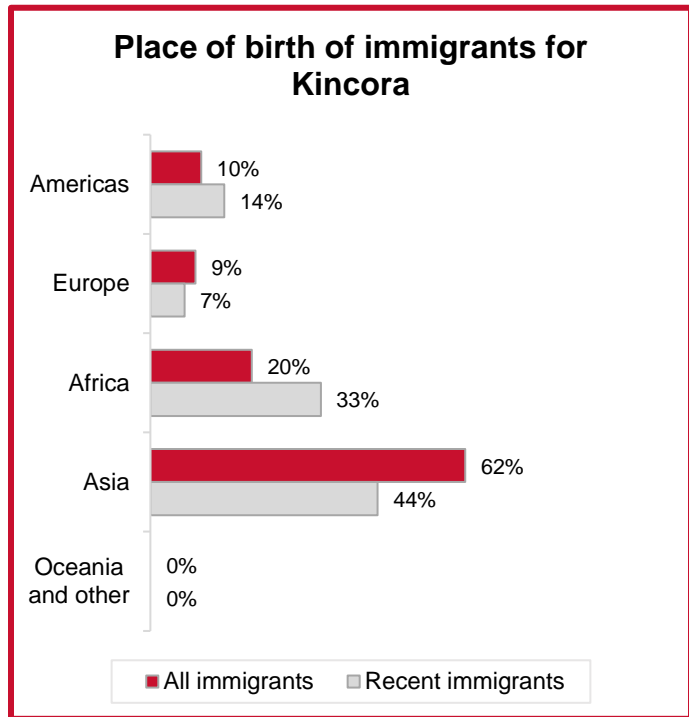 Place of birth of immigrants for
Kincora
Americas
10%
14%
Europe
9%
7%
Africa
20%
33%
Asia
62%
44%
Oceania
and other
0%
0%
All immigrants
Recent immigrants